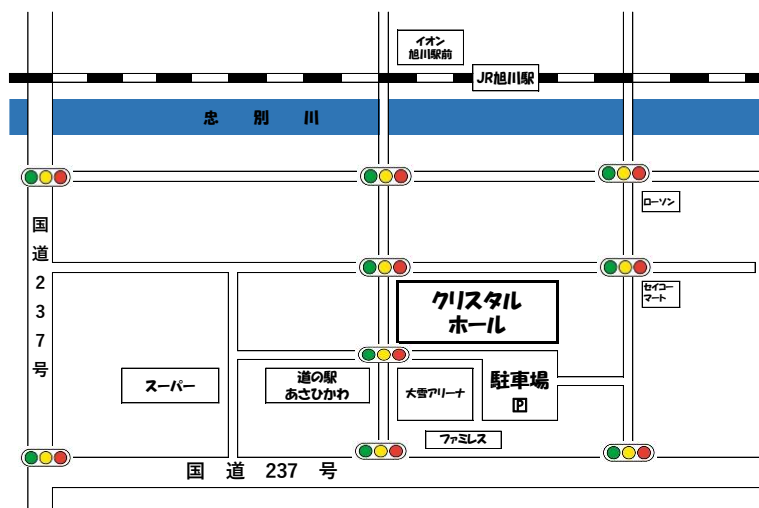 イオン
旭川駅前
JR旭川駅
忠別川
ローソン
国道237号
クリスタル
ホール
セイコー
マート
スーパー
道の駅
あさひかわ
大雪アリーナ
駐車場
P
ファミレス
国道237号